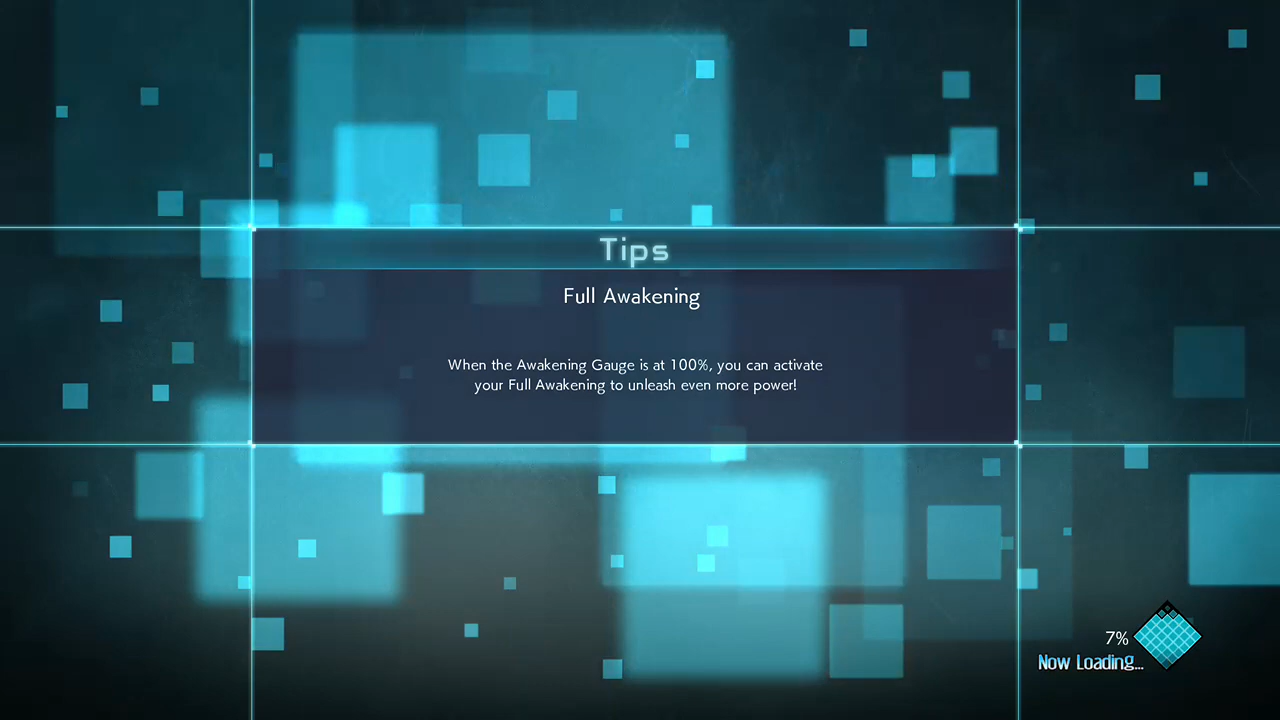 Tips
Full Awakening
When the Awakening Gauge is at 100%, you can activate
your Full Awakening to unleash even more power!
7%
Now Loading...